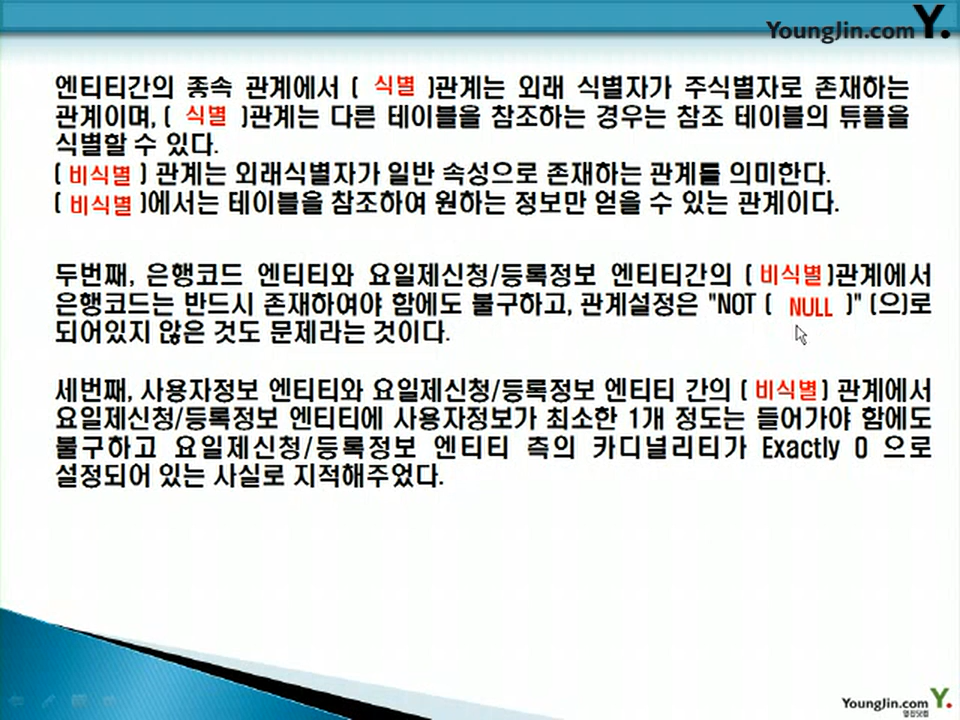 YoungJin.com Y.
엔티티간의 종속 관계에서 ( 식별 )관계는 외래 식별자가 주식별자로 존재하는
관계이며, ( 식별 )관계는 다른 테이블을 참조하는 경우는 참조 테이블의 튜플을
식별할 수 있다.
( 비식별 ) 관계는 외래식별자가 일반 속성으로 존재하는 관계를 의미한다.
( 비식별 )에서는 테이블을 참조하여 원하는 정보만 얻을 수 있는 관계이다.
두번째, 은행코드 엔티티와 요일제신청/등록정보 엔티티간의 ( 비식별 )관계에서
은행코드는 반드시 존재하여야 함에도 불구하고, 관계설정은 "NOT ( NULL )" (으)로
되어있지 않은 것도 문제라는 것이다.
세번째, 사용자정보 엔티티와 요일제신청/등록정보 엔티티 간의 ( 비식별 ) 관계에서
요일제신청/등록정보 엔티티에 사용자정보가 최소한 1개 정도는 들어가야 함에도
불구하고 요일제신청/등록정보 엔티티 측의 카디널리티가 Exactly 0 으로
설정되어 있는 사실로 지적해주었다.
YoungJin.com Y.
영진닷컴